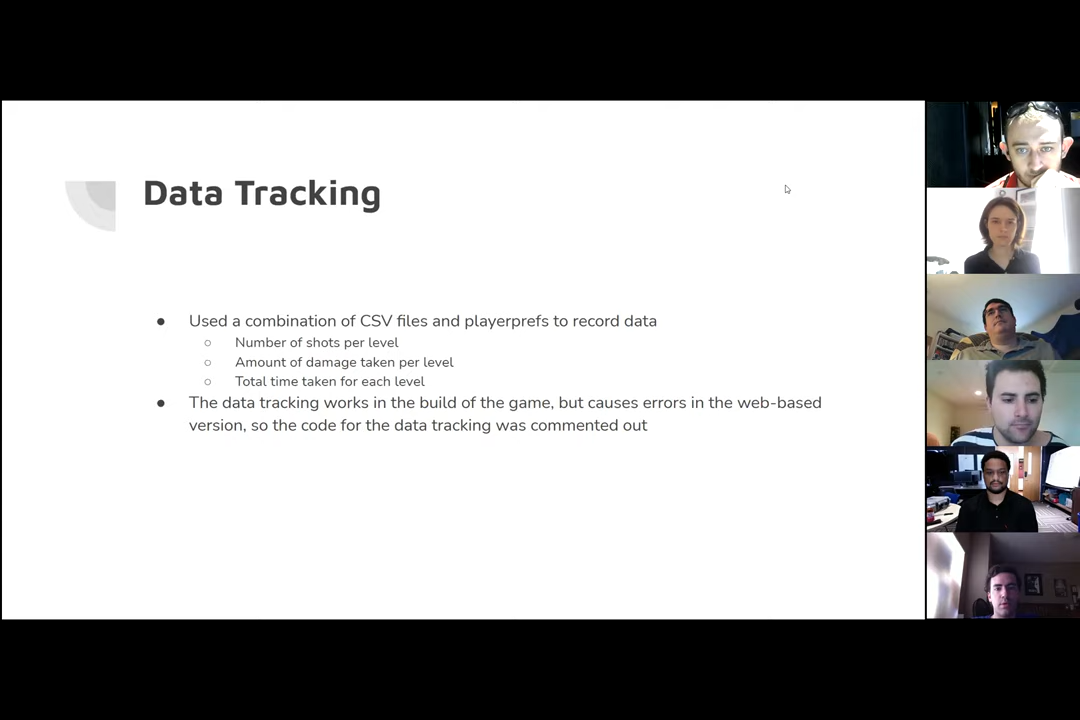 Data Tracking
● Used a combination of CSV files and playerprefs to record data
○ Number of shots per level
○ Amount of damage taken per level
○ Total time taken for each level
● The data tracking works in the build of the game, but causes errors in the web-based
version, so the code for the data tracking was commented out